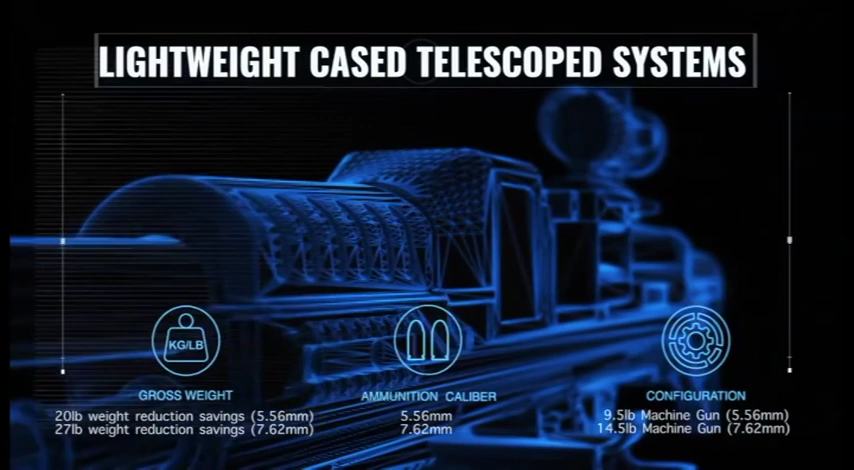 LIGHTWEIGHT CASED TELESCOPED SYSTEMS
KG/LB
GROSS WEIGHT
20lb weight reduction savings (5.56mm)
27lb weight reduction savings (7.62mm)
AMMUNITION CALIBER
5.56mm
7.62mm
CONFIGURATION
9.5lb Machine Gun (5.56mm)
14.5lb Machine Gun (7.62mm)